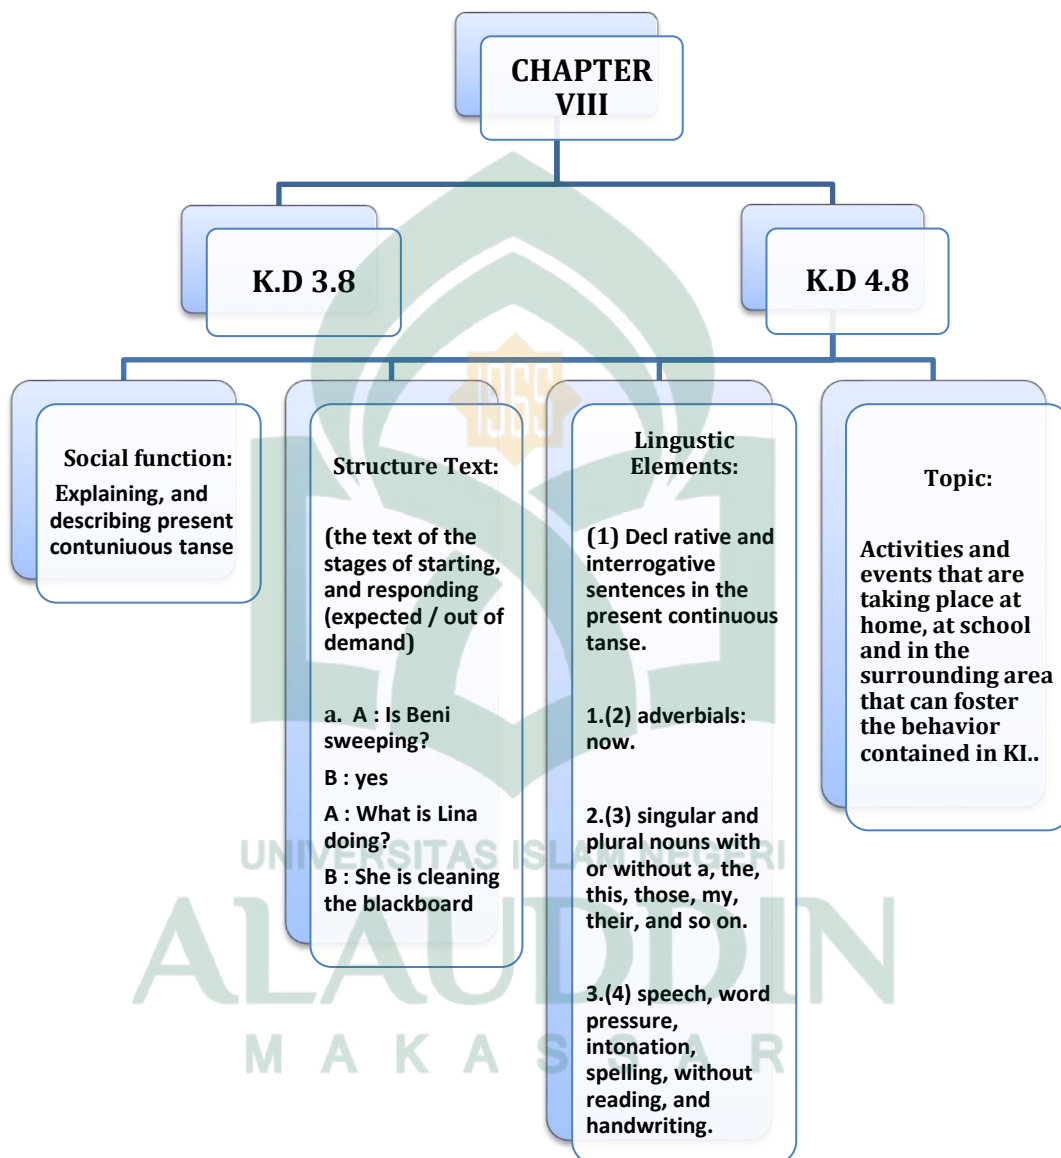 CHAPTER
VIII
K.D 3.8
K.D 4.8
Social function:
Explaining, and
describing present
contuniuous tanse
Structure Text:
(the text of the
stages of starting,
and responding
(expected / out of
demand)
a. A : Is Beni
sweeping?
B : yes
A : What is Lina
doing?
B : She is cleaning
the blackboard
Lingustic
Elements:
(1) Decl rative and
interrogative
sentences in the
present continuous
tanse.
1.(2) adverbials:
now.
2.(3) singular and
plural nouns with
or without a, the,
this, those, my,
their, and so on.
3.(4) speech, word
pressure,
intonation,
spelling, without
reading, and
handwriting.
Topic:
Activities and
events that are
taking place at
home, at school
and in the
surrounding area
that can foster
the behavior
contained in KI..
1965
UNIVERSITAS ISLAM NEGERI
ALAUDDIN
MAKASSAR